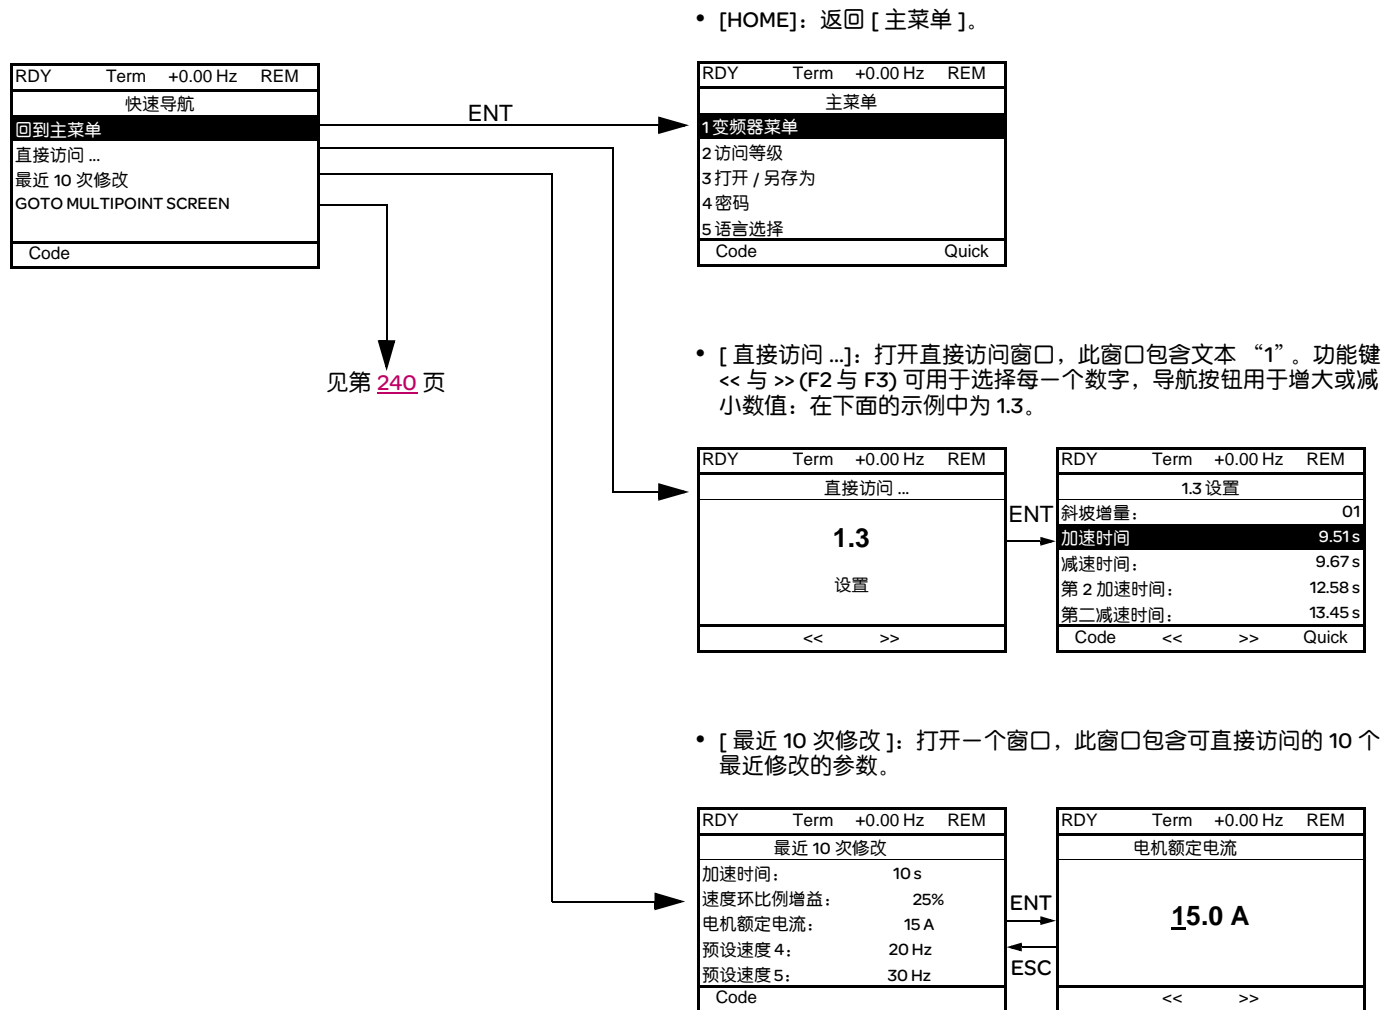 • [HOME]：返回 [ 主菜单 ]。
RDY Term +0.00 Hz REM
快速导航
回到主菜单
直接访问 ...
最近 10 次修改
GOTO MULTIPOINT SCREEN
Code
ENT
RDY Term +0.00 Hz REM
主菜单
1 变频器菜单
2 访问等级
3 打开 / 另存为
4 密码
5 语言选择
Code Quick
见第 240 页
• [ 直接访问 ...]：打开直接访问窗口，此窗口包含文本 “1”。功能键
<< 与 >> (F2 与 F3) 可用于选择每一个数字，导航按钮用于增大或减
小数值：在下面的示例中为 1.3。
RDY Term +0.00 Hz REM
直接访问 ...
1.3
设置
<< >>
ENT
RDY Term +0.00 Hz REM
1.3 设置
斜坡增量： 01
加速时间 9.51 s
减速时间： 9.67 s
第 2 加速时间： 12.58 s
第二减速时间： 13.45 s
Code << >> Quick
• [ 最近 10 次修改 ]：打开一个窗口，此窗口包含可直接访问的 10 个
最近修改的参数。
RDY Term +0.00 Hz REM
最近 10 次修改
加速时间： 10 s
速度环比例增益： 25%
电机额定电流： 15 A
预设速度 4： 20 Hz
预设速度 5： 30 Hz
Code
ENT
ESC
RDY Term +0.00 Hz REM
电机额定电流
15.0 A
<< >>